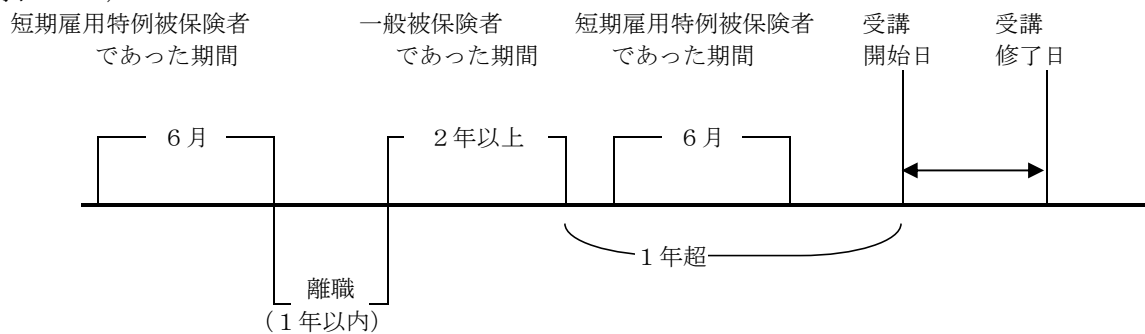 短期雇用特例被保険者
であった期間
一般被保険者
であった期間
短期雇用特例被保険者
であった期間
受講
開始日
受講
修了日
6月
2年以上
6月
1年超
離職
(1年以内)